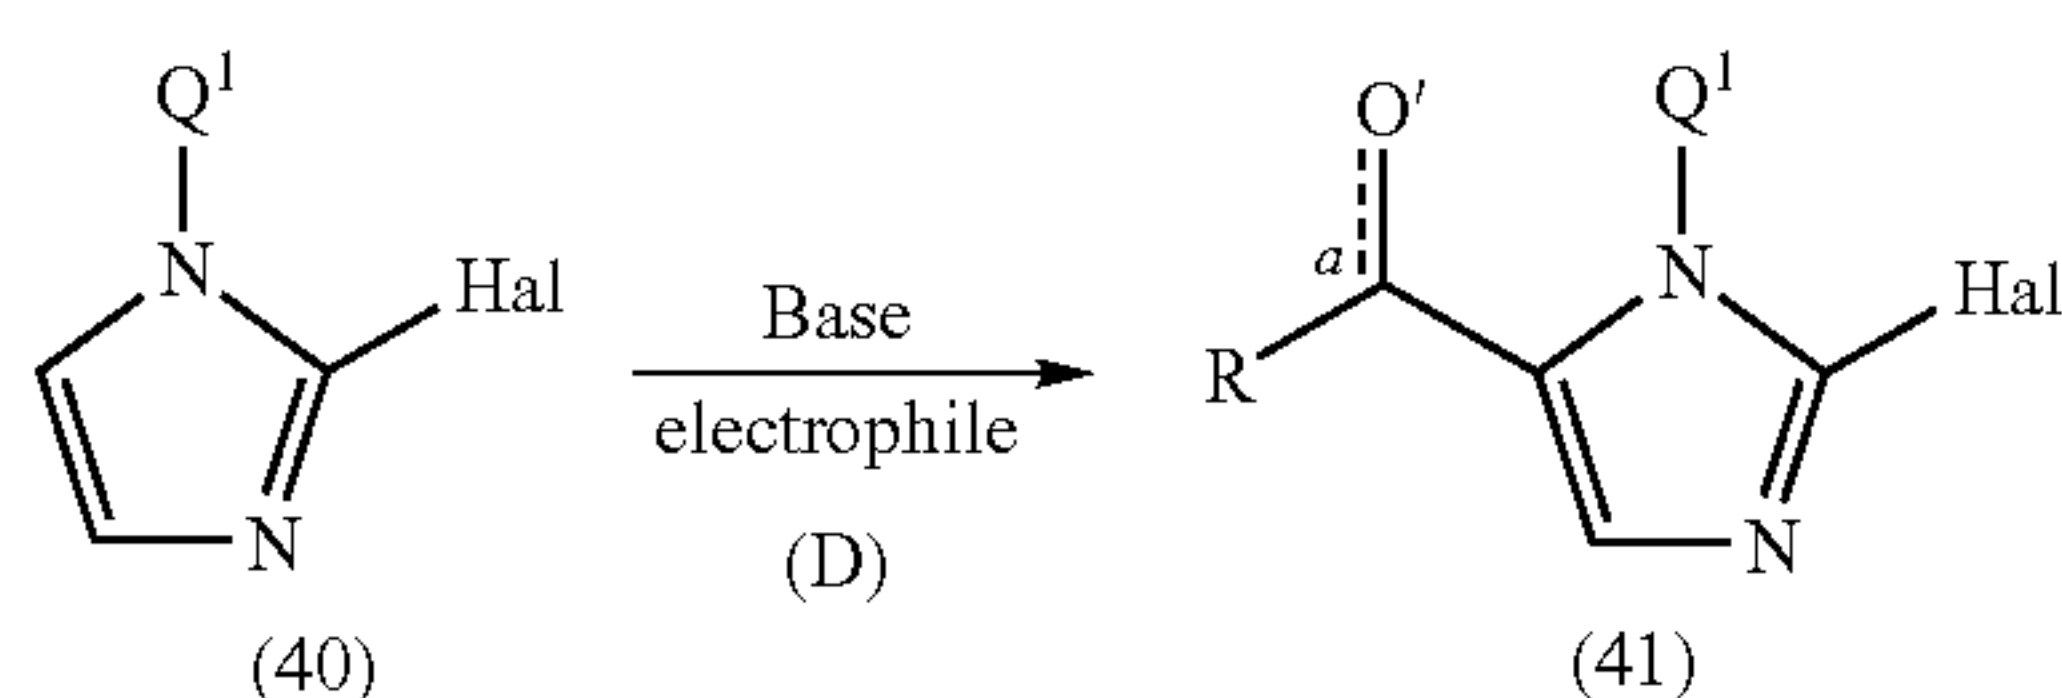 Q¹
N
Hal
N
(40)
Base
electrophile
(D)
O′
a
R
Q¹
N
Hal
N
(41)